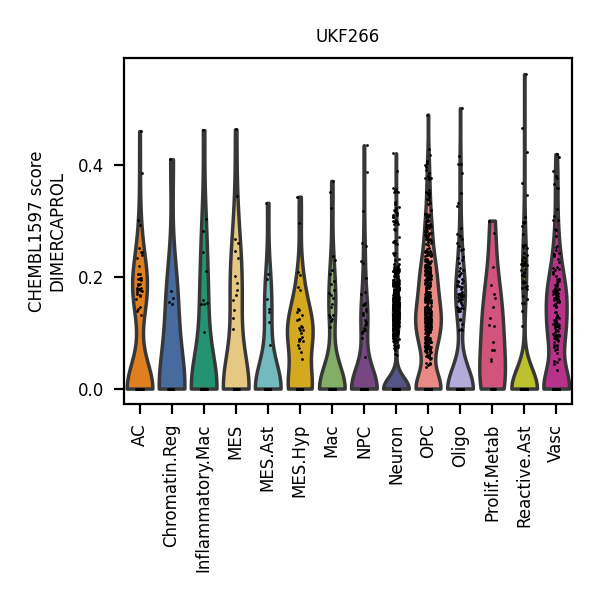 UKF266
CHEMBL1597 score
DIMERCAPROL
0.4
0.2
0.0
AC
Chromatin.Reg
Inflammatory.Mac
MES
MES.Ast
MES.Hyp
Mac
NPC
Neuron
OPC
Oligo
Prolif.Metab
Reactive.Ast
Vasc